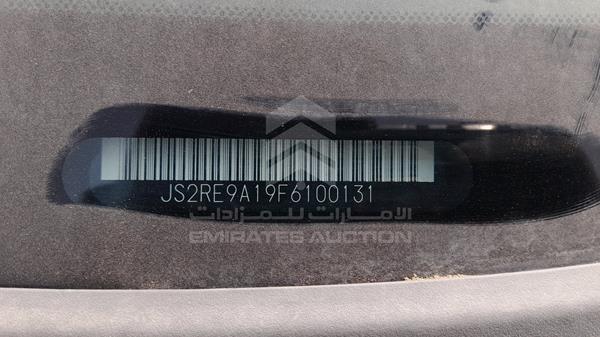 JS2RE9A19F6100131
الامارات للمزادات
EMIRATES AUCTION